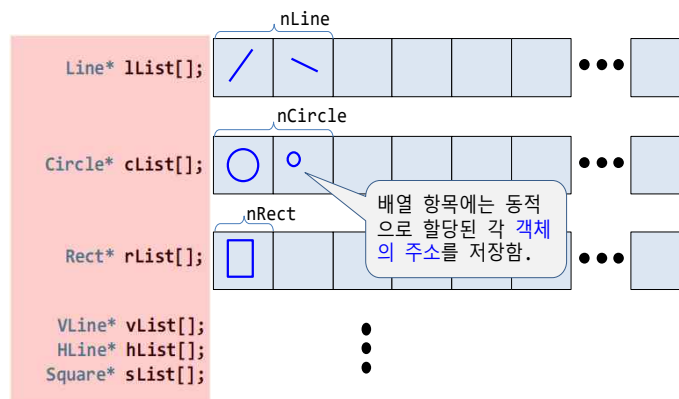 nLine
Line* lList[];
nCircle
Circle* cList[];
배열 항목에는 동적
으로 할당된 각 객체
의 주소를 저장함.
nRect
Rect* rList[];
VLine* vList[];
HLine* hList[];
Square* sList[];